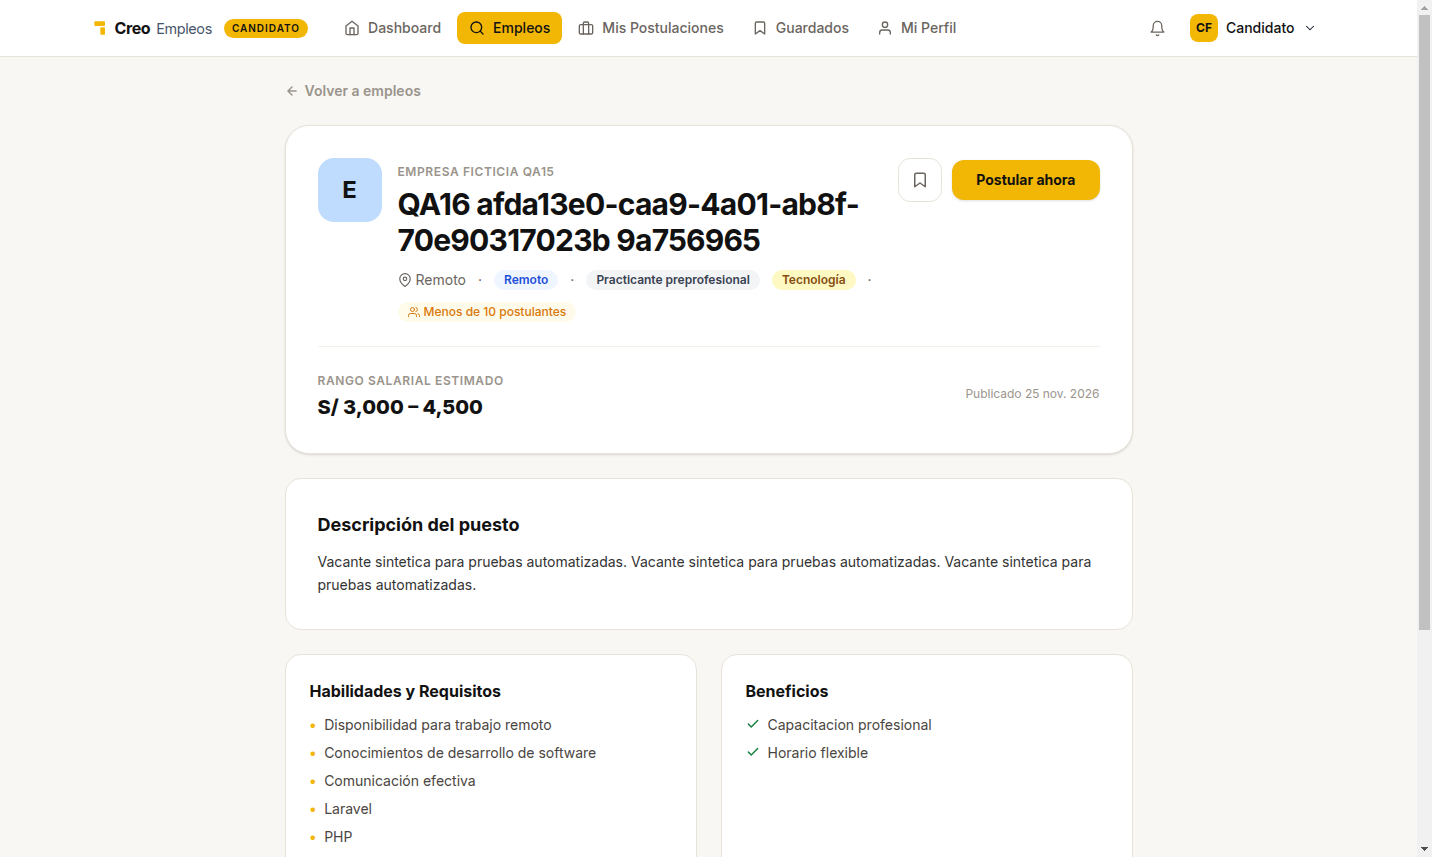 Creo Empleos CANDIDATO Dashboard Empleos Mis Postulaciones Guardados Mi Perfil CF Candidato
Volver a empleos
E
EMPRESA FICTICIA QA15
QA16 afda13e0-caa9-4a01-ab8f-
70e90317023b 9a756965
Postular ahora
Remoto · Remoto · Practicante preprofesional Tecnología ·
Menos de 10 postulantes
RANGO SALARIAL ESTIMADO
S/ 3,000 – 4,500
Publicado 25 nov. 2026
Descripción del puesto
Vacante sintetica para pruebas automatizadas. Vacante sintetica para pruebas automatizadas. Vacante sintetica para
pruebas automatizadas.
Habilidades y Requisitos
Disponibilidad para trabajo remoto
Conocimientos de desarrollo de software
Comunicación efectiva
Laravel
PHP
Beneficios
Capacitacion profesional
Horario flexible